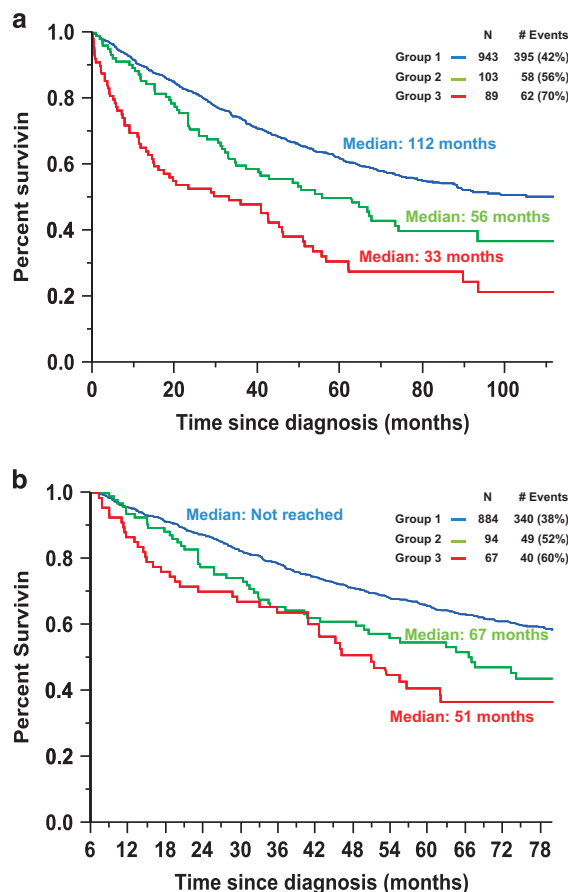 a
N # Events
Group 1 943 395 (42%)
Group 2 103 58 (56%)
Group 3 89 62 (70%)
1.0
0.8
0.6
0.4
0.2
0.0
Percent survivin
Median: 112 months
Median: 56 months
Median: 33 months
0 20 40 60 80 100
Time since diagnosis (months)
b
N # Events
Group 1 884 340 (38%)
Group 2 94 49 (52%)
Group 3 67 40 (60%)
1.0
0.8
0.6
0.4
0.2
0.0
Percent Survivin
Median: Not reached
Median: 67 months
Median: 51 months
6 12 18 24 30 36 42 48 54 60 66 72 78
Time since diagnosis (months)